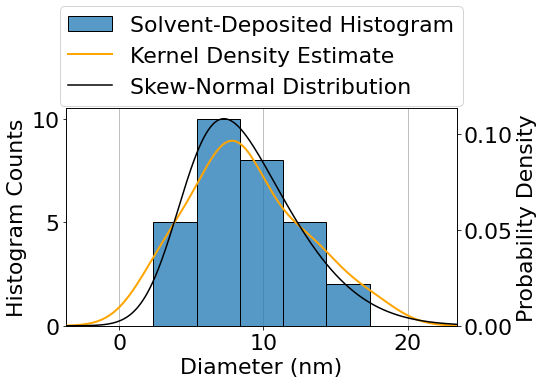 Solvent-Deposited Histogram
Kernel Density Estimate
Skew-Normal Distribution
Histogram Counts
10
5
0
0.10
0.05
0.00
Probability Density
0
10
20
Diameter (nm)